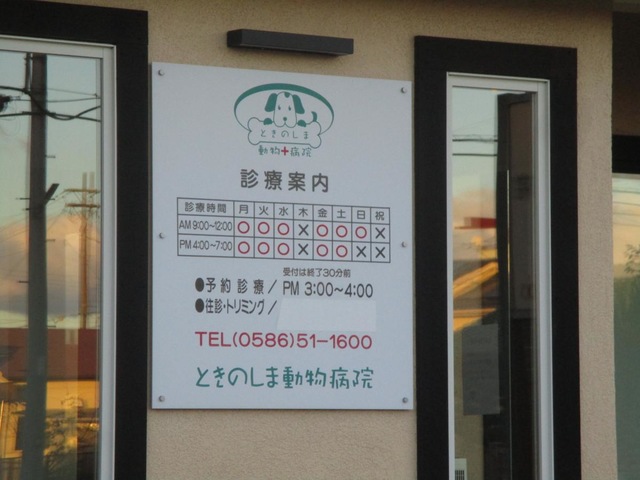 ときのしま
動物+病院
診療案内
診療時間 月 火 水 木 金 土 日 祝
AM 9:00~12:00 ○ ○ ○ × ○ ○ ○ ×
PM 4:00~7:00 ○ ○ ○ × ○ ○ × ×
受付は終了30分前
●予約診療/PM 3:00~4:00
●往診・トリミング/
TEL(0586)51-1600
ときのしま動物病院